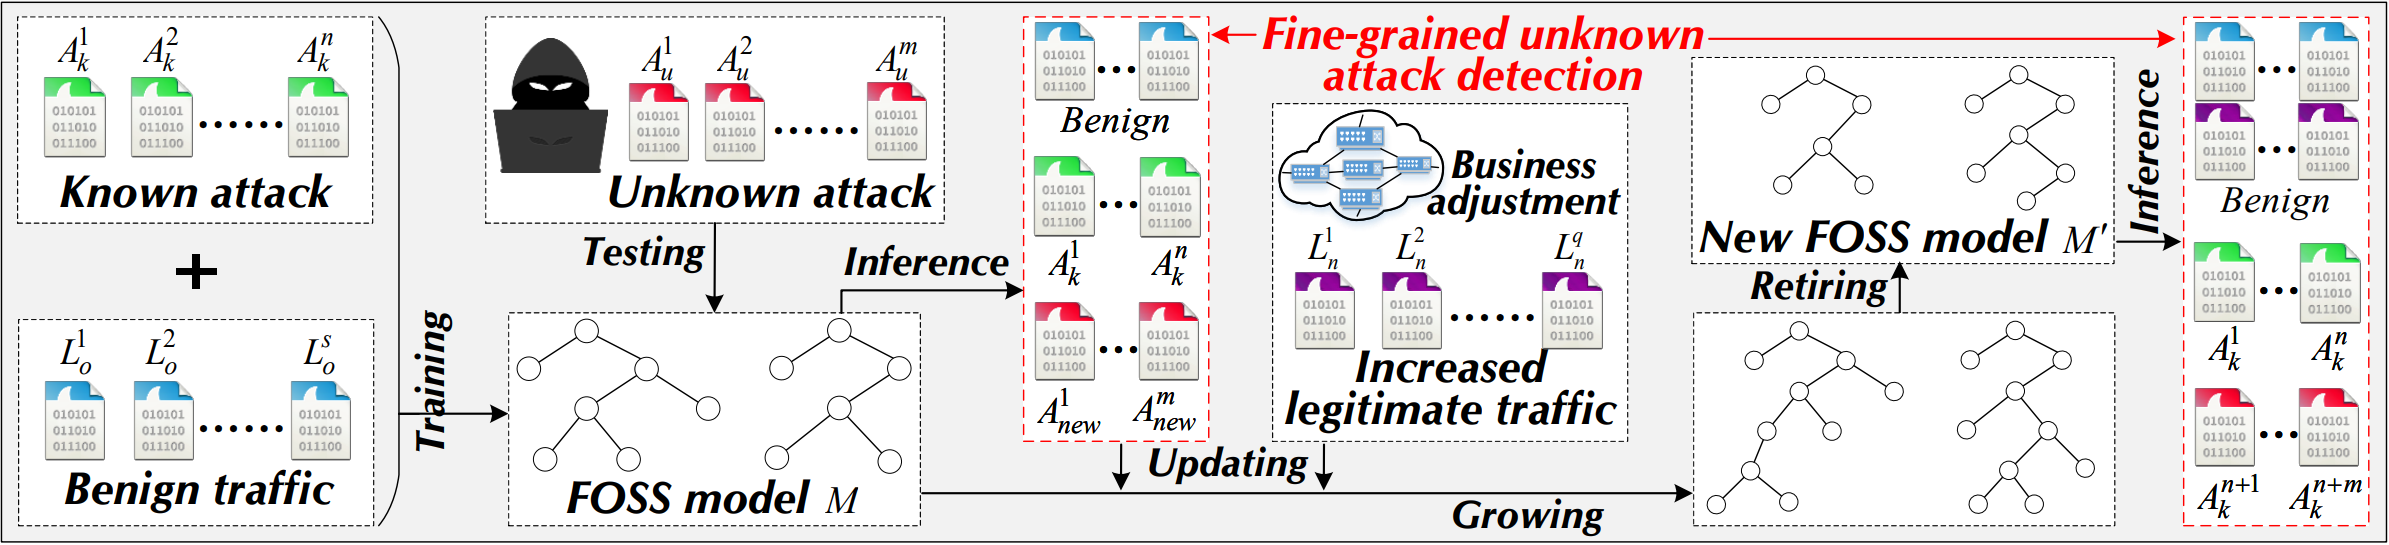 A_k^1 A_k^2 A_k^n
010101 011010 011100
010101 011010 011100
......
010101 011010 011100
Known attack
+
L_o^1 L_o^2 L_o^s
010101 011010 011100
010101 011010 011100
......
010101 011010 011100
Benign traffic
Training
A_u^1 A_u^2 A_u^m
010101 011010 011100
010101 011010 011100
......
010101 011010 011100
Unknown attack
Testing
FOSS model M
Inference
010101 011010 011100
...
010101 011010 011100
Benign
010101 011010 011100
...
010101 011010 011100
A_k^1 A_k^n
010101 011010 011100
...
010101 011010 011100
A_new^1 A_new^m
Fine-grained unknown
attack detection
Business
adjustment
L_n^1 L_n^2 L_n^q
010101 011010 011100
010101 011010 011100
......
010101 011010 011100
Increased
legitimate traffic
Updating
Growing
Retiring
New FOSS model M'
Inference
010101 011010 011100
...
010101 011010 011100
010101 011010 011100
...
010101 011010 011100
Benign
010101 011010 011100
...
010101 011010 011100
A_k^1 A_k^n
010101 011010 011100
...
010101 011010 011100
A_k^{n+1} A_k^{n+m}